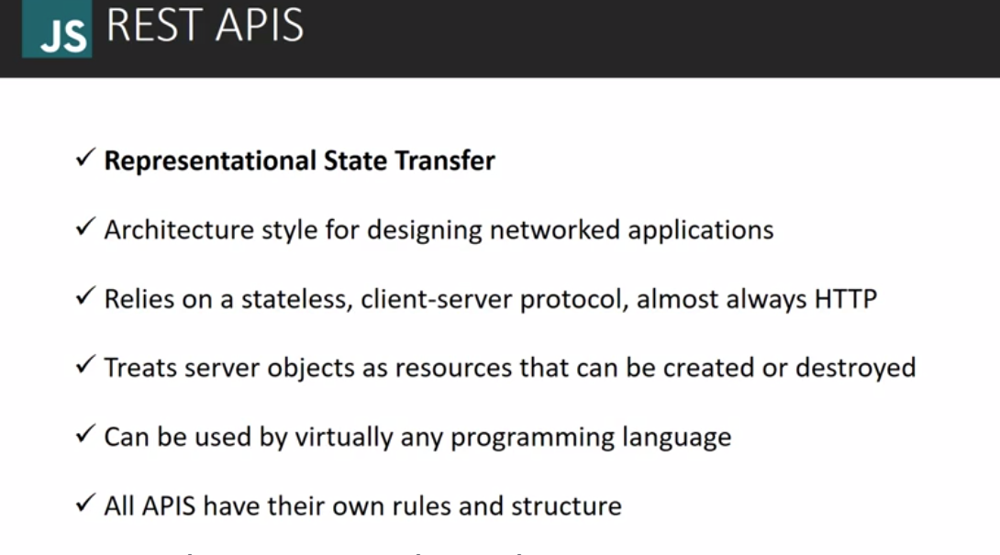 JS REST APIS
✓ Representational State Transfer
✓ Architecture style for designing networked applications
✓ Relies on a stateless, client-server protocol, almost always HTTP
✓ Treats server objects as resources that can be created or destroyed
✓ Can be used by virtually any programming language
✓ All APIS have their own rules and structure